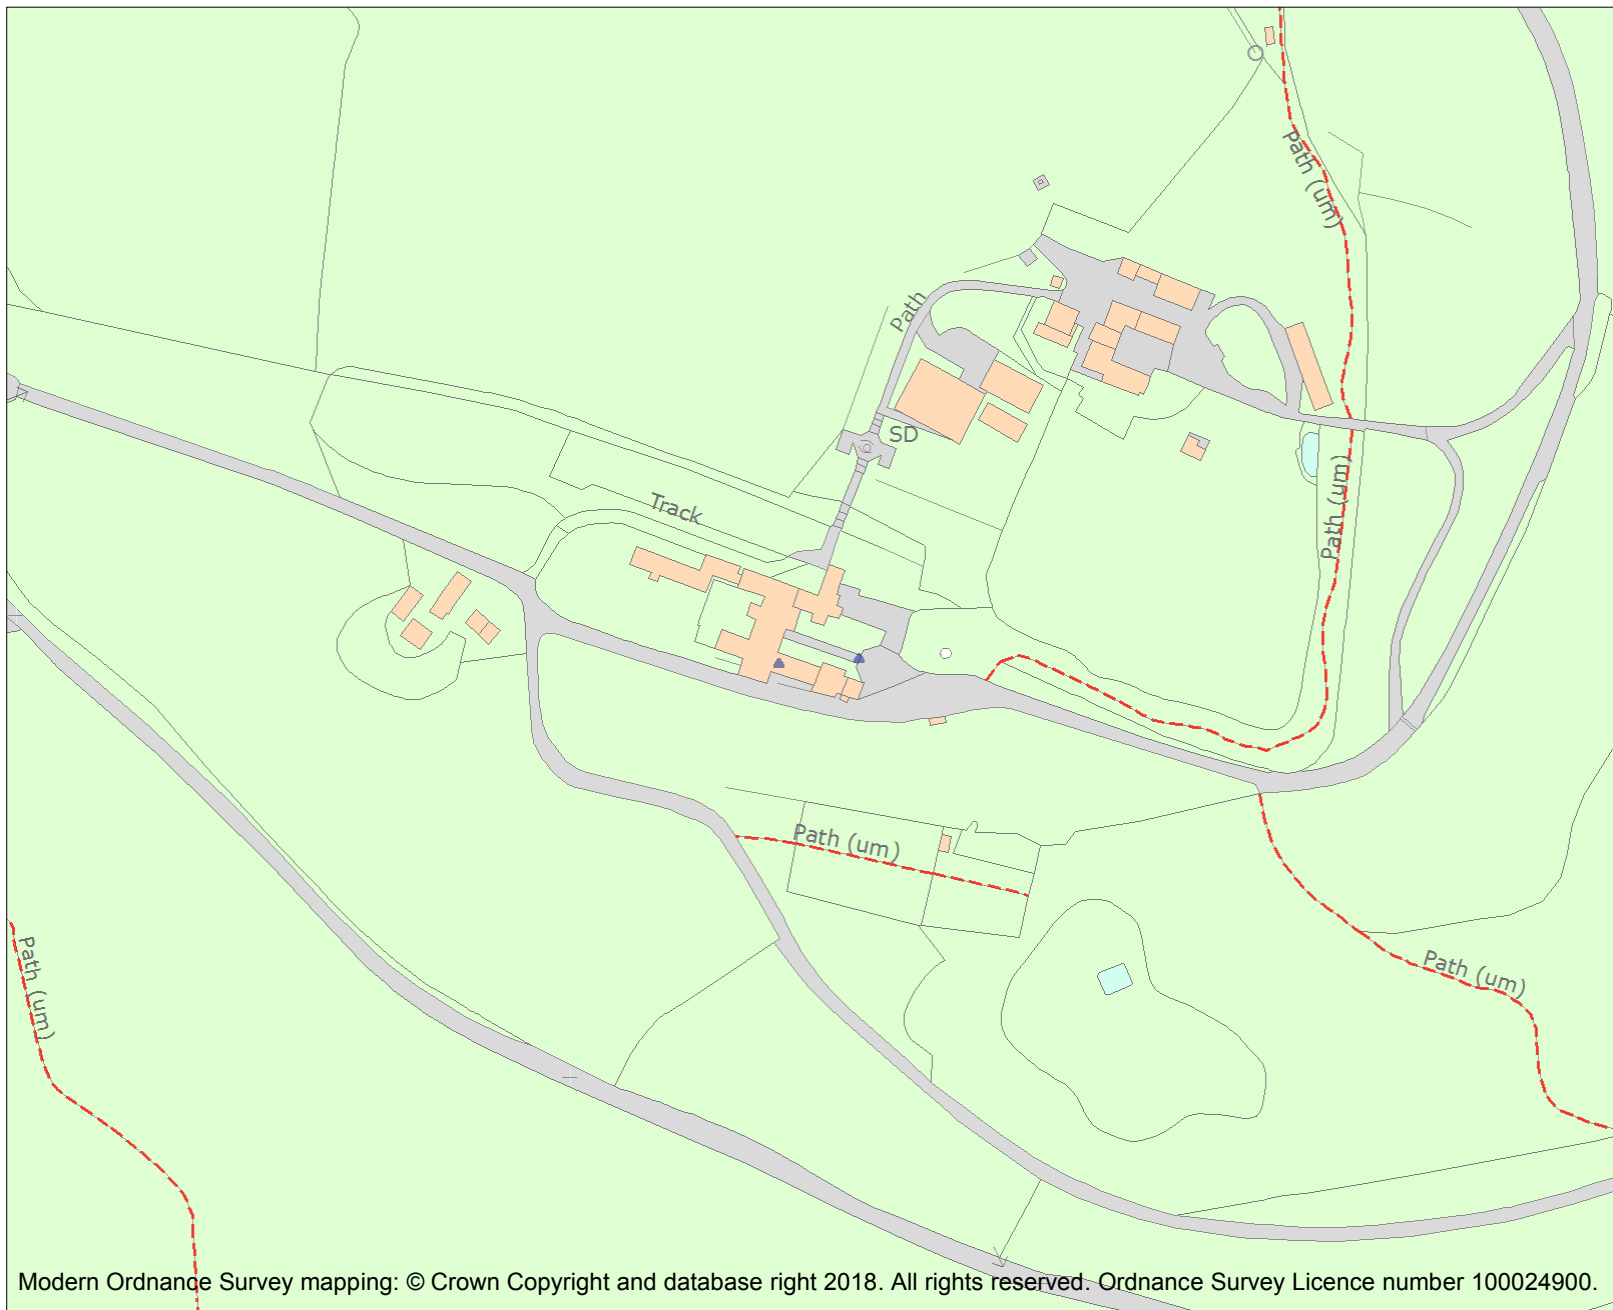 Path (um)
Path
SD
Path (um)
Track
Path (um)
Path (um)
Path (um)
Modern Ordnance Survey mapping: © Crown Copyright and database right 2018. All rights reserved. Ordnance Survey Licence number 100024900.